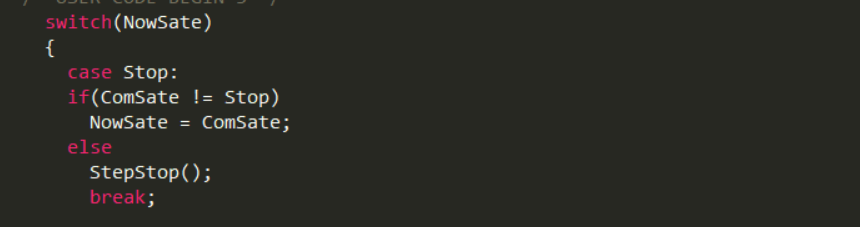 switch(NowSate)
{
case Stop:
if(ComSate != Stop)
NowSate = ComSate;
else
StepStop();
break;